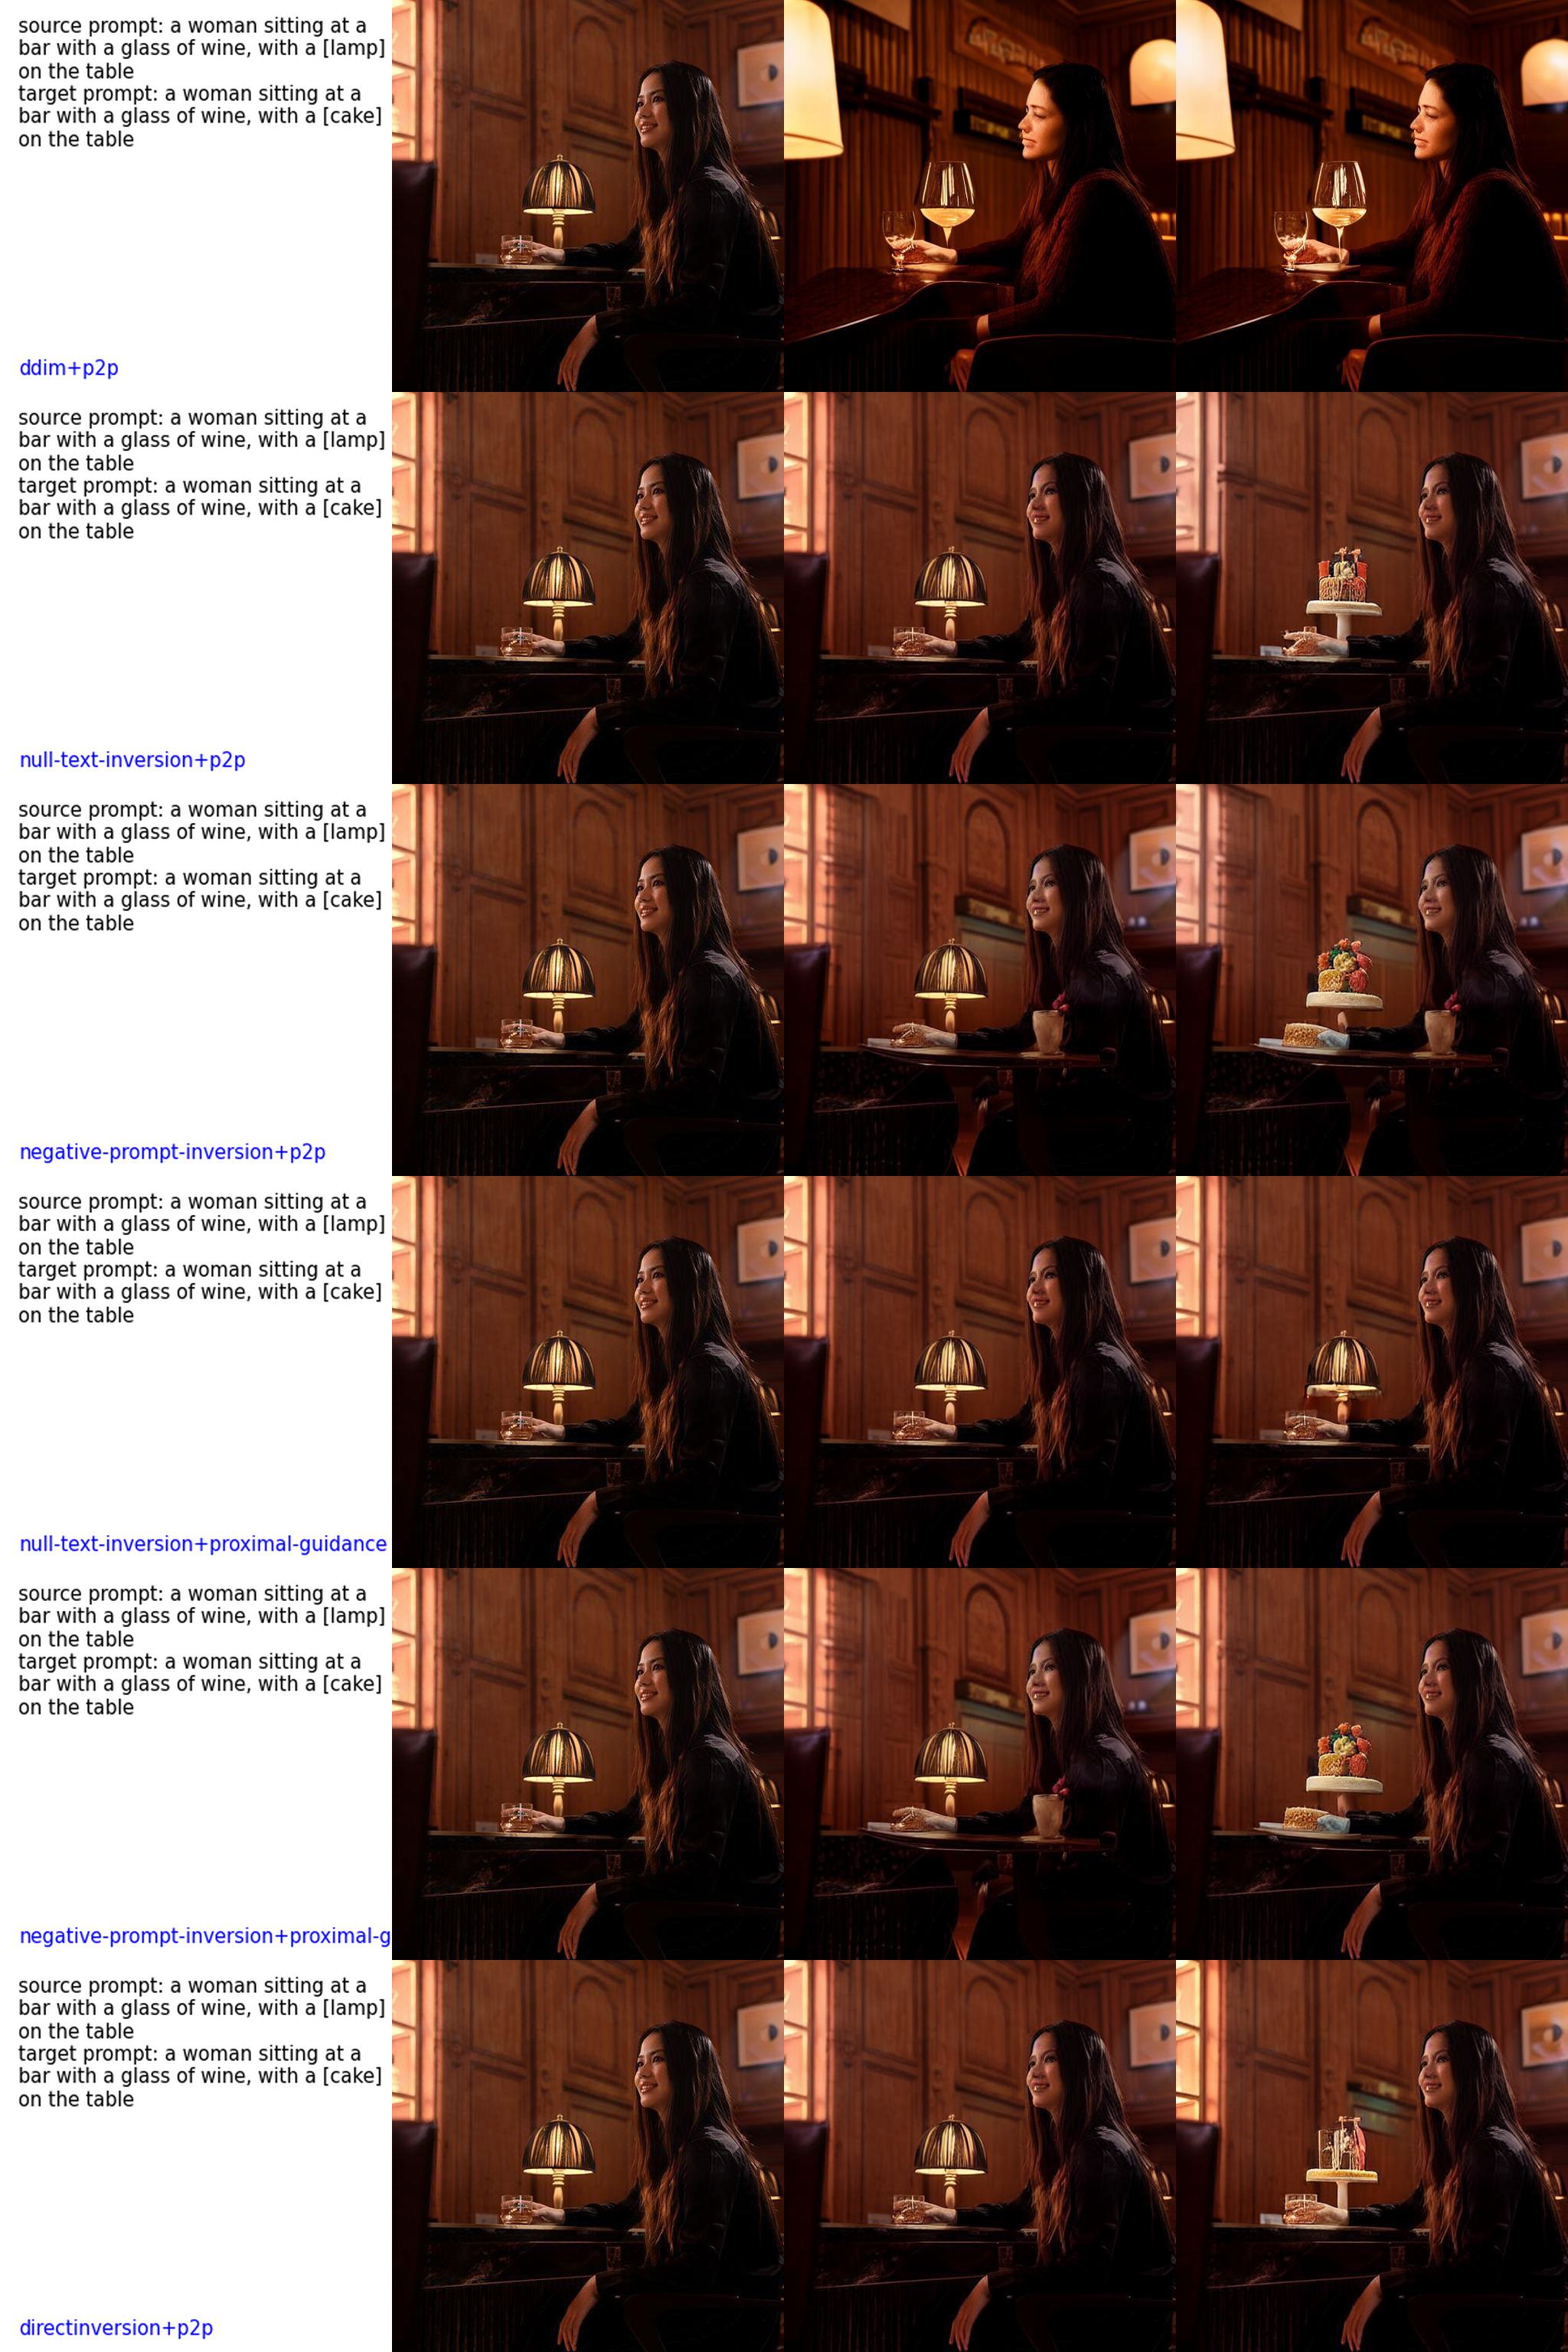 source prompt: a woman sitting at a
bar with a glass of wine, with a [lamp]
on the table
target prompt: a woman sitting at a
bar with a glass of wine, with a [cake]
on the table
ddim+p2p
source prompt: a woman sitting at a
bar with a glass of wine, with a [lamp]
on the table
target prompt: a woman sitting at a
bar with a glass of wine, with a [cake]
on the table
null-text-inversion+p2p
source prompt: a woman sitting at a
bar with a glass of wine, with a [lamp]
on the table
target prompt: a woman sitting at a
bar with a glass of wine, with a [cake]
on the table
negative-prompt-inversion+p2p
source prompt: a woman sitting at a
bar with a glass of wine, with a [lamp]
on the table
target prompt: a woman sitting at a
bar with a glass of wine, with a [cake]
on the table
null-text-inversion+proximal-guidance
source prompt: a woman sitting at a
bar with a glass of wine, with a [lamp]
on the table
target prompt: a woman sitting at a
bar with a glass of wine, with a [cake]
on the table
negative-prompt-inversion+proximal-g
source prompt: a woman sitting at a
bar with a glass of wine, with a [lamp]
on the table
target prompt: a woman sitting at a
bar with a glass of wine, with a [cake]
on the table
directinversion+p2p